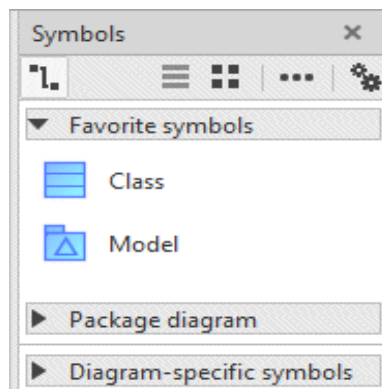 Symbols
Favorite symbols
Class
Model
Package diagram
Diagram-specific symbols